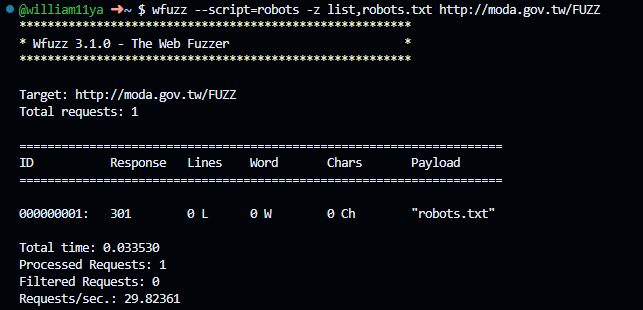 @william11ya ➜~ $ wfuzz --script=robots -z list,robots.txt http://moda.gov.tw/FUZZ
********************************************************
* Wfuzz 3.1.0 - The Web Fuzzer                         *
********************************************************
Target: http://moda.gov.tw/FUZZ
Total requests: 1
=====================================================================
ID           Response   Lines    Word       Chars       Payload
=====================================================================
000000001:   301        0 L      0 W        0 Ch        "robots.txt"
Total time: 0.033530
Processed Requests: 1
Filtered Requests: 0
Requests/sec.: 29.82361